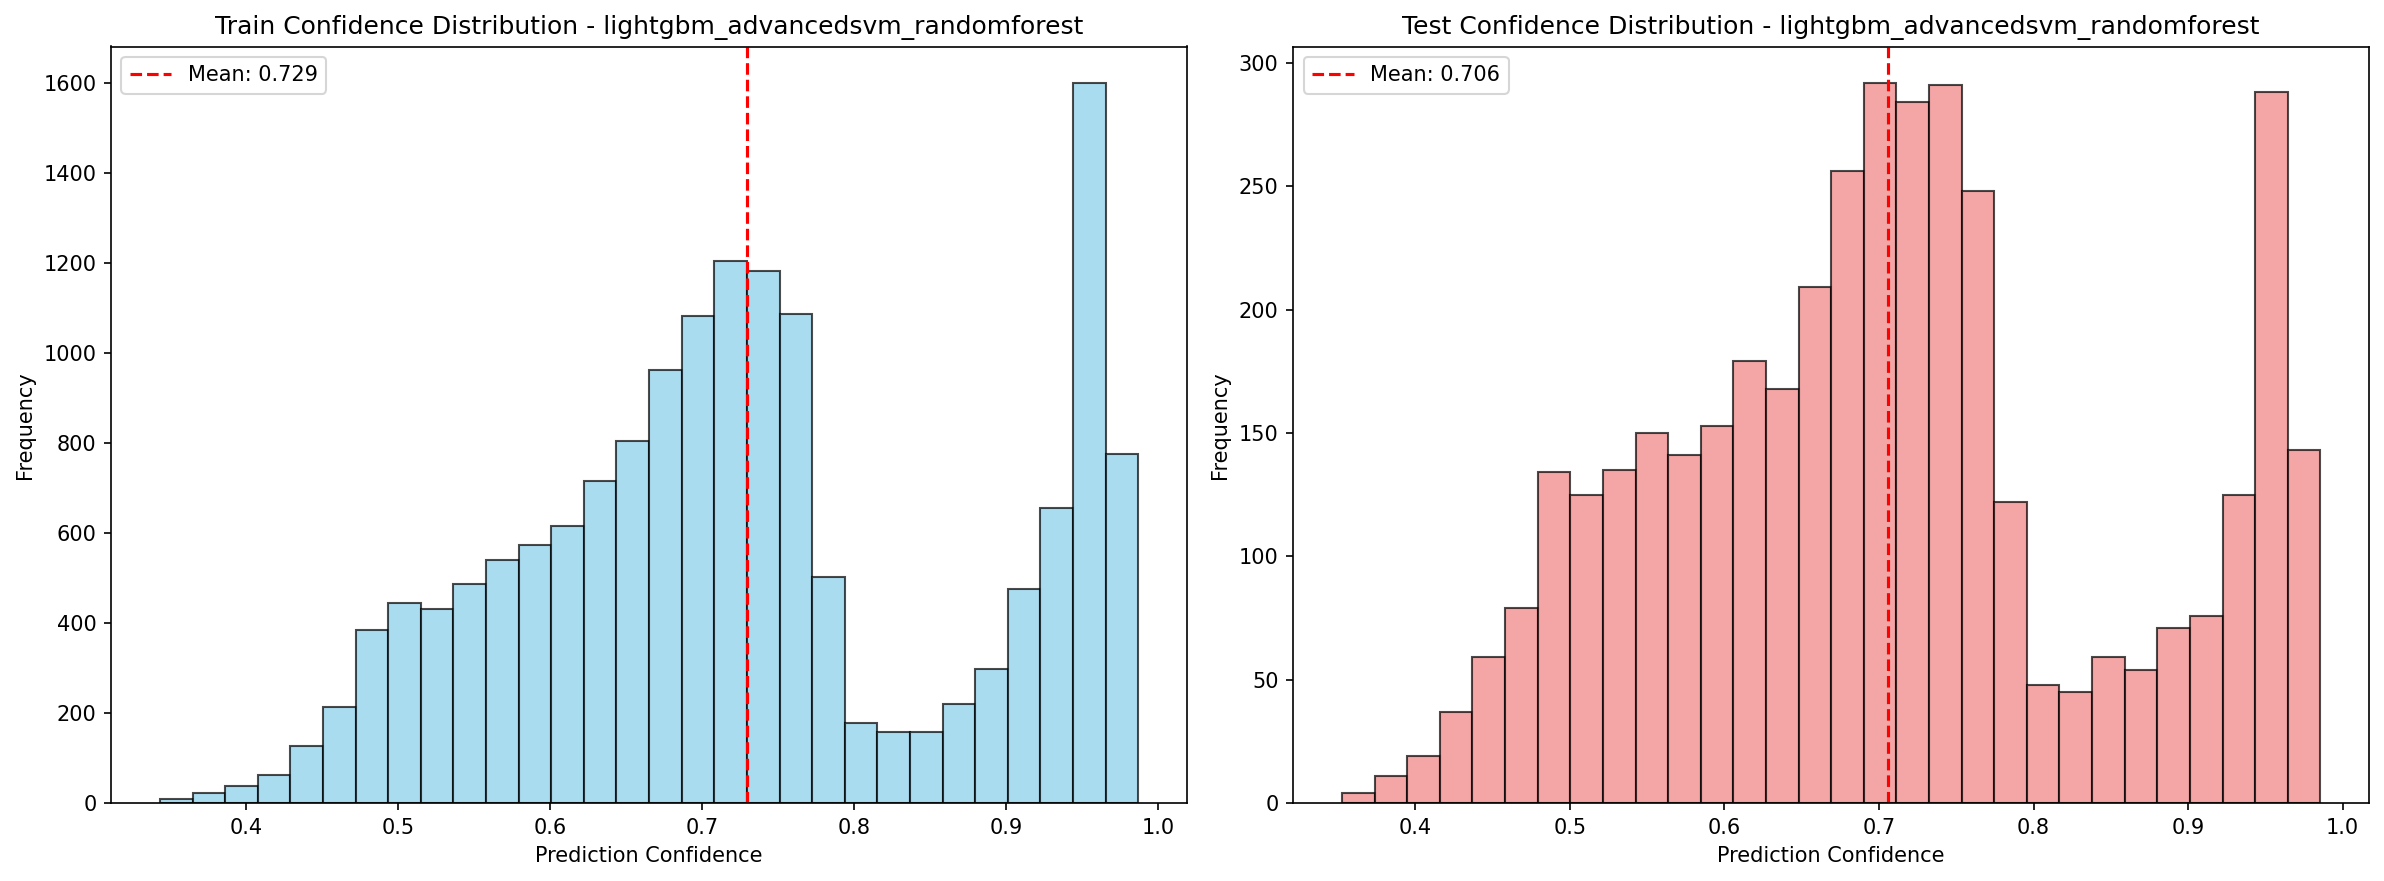 Train Confidence Distribution - lightgbm_advancedsvm_randomforest
Mean: 0.729
Frequency
1600
1400
1200
1000
800
600
400
200
0
0.4 0.5 0.6 0.7 0.8 0.9 1.0
Prediction Confidence
Test Confidence Distribution - lightgbm_advancedsvm_randomforest
Mean: 0.706
Frequency
300
250
200
150
100
50
0
0.4 0.5 0.6 0.7 0.8 0.9 1.0
Prediction Confidence